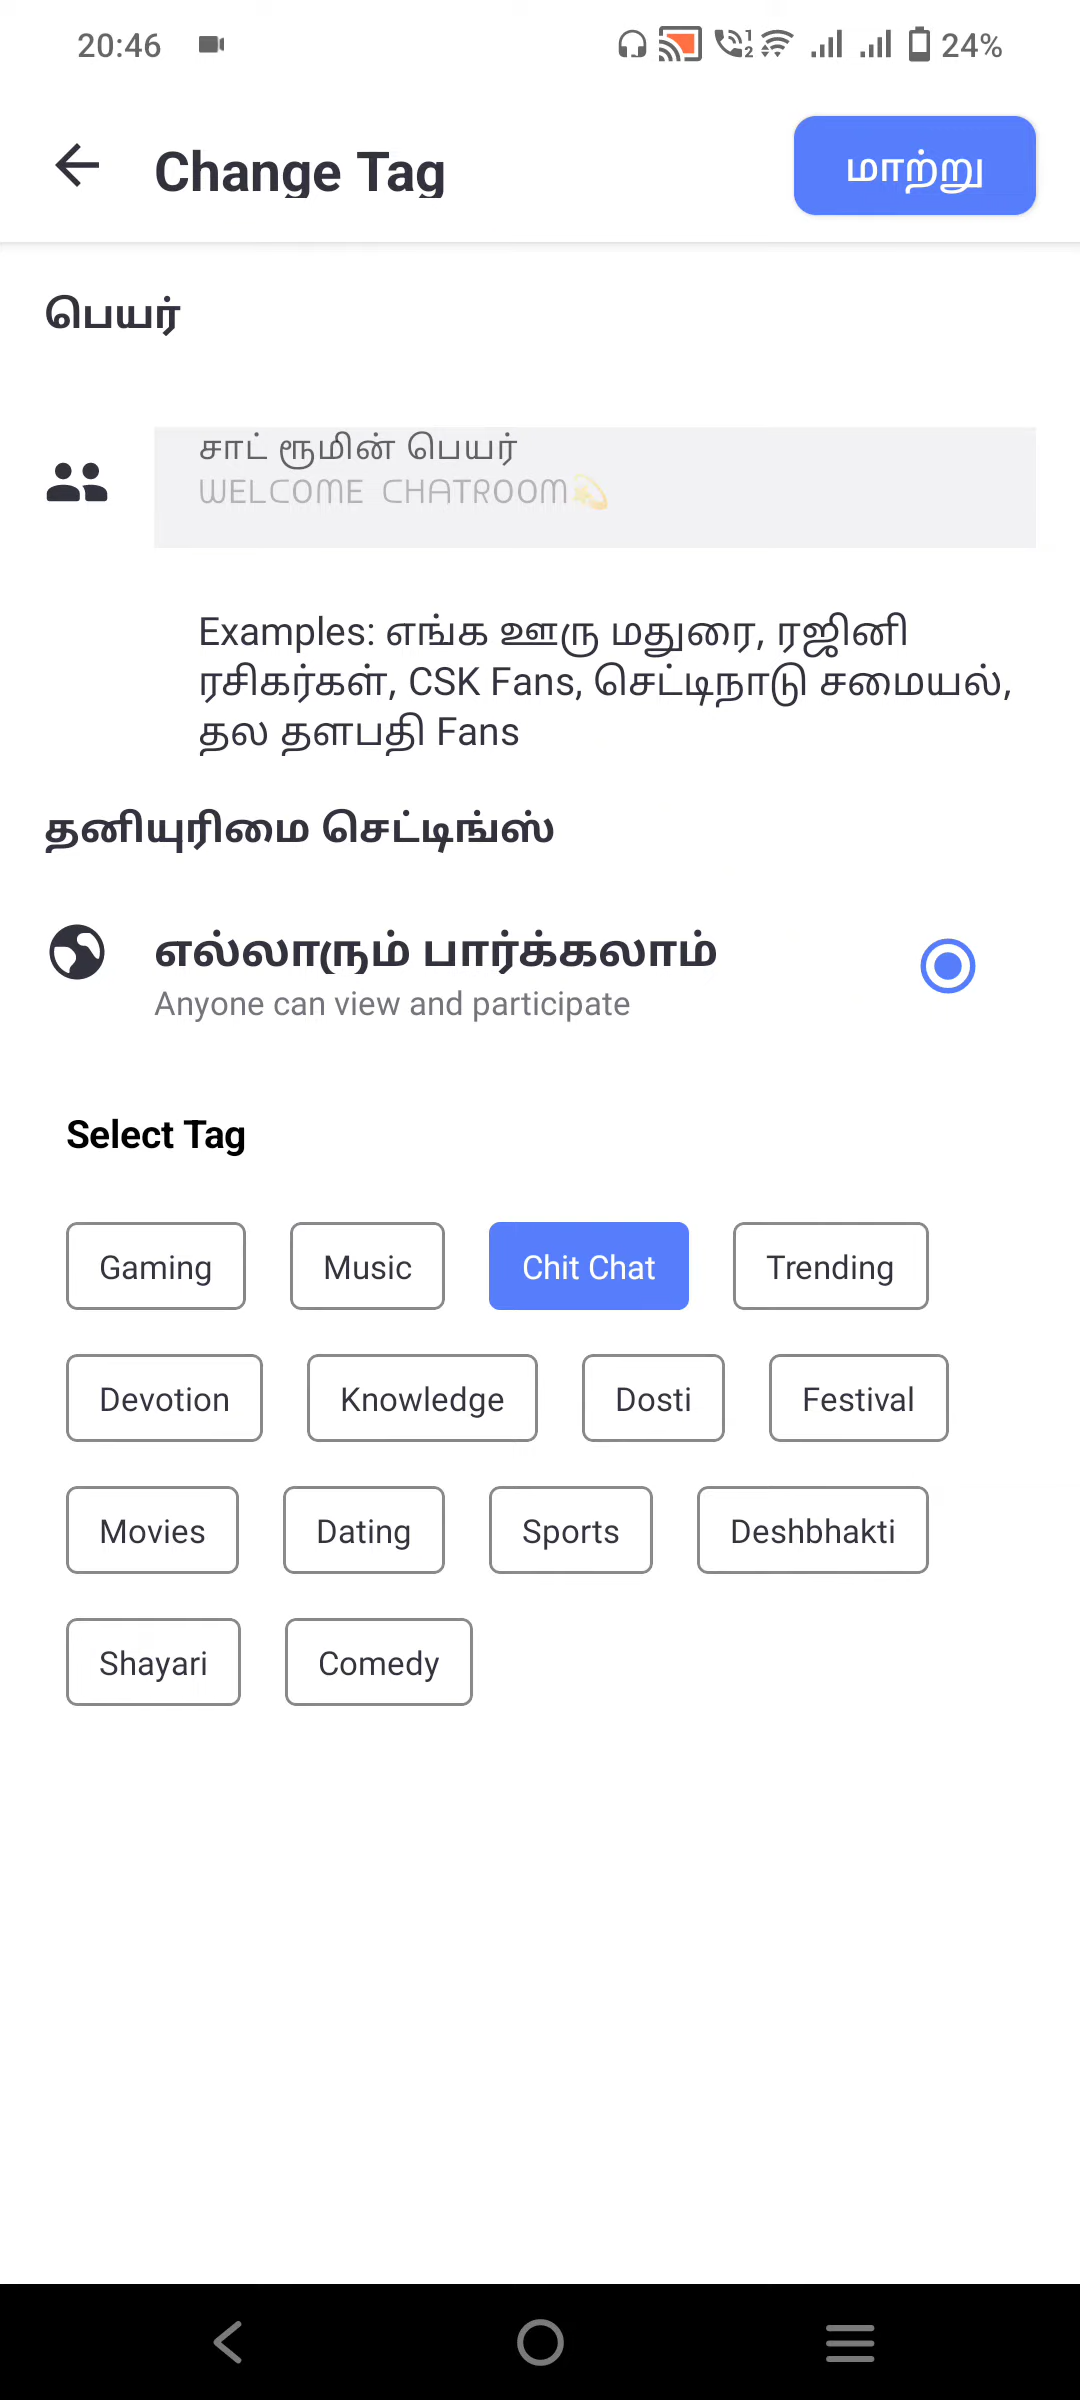 20:46
24%
Change Tag
மாற்று
பெயர்
சாட் ரூமின் பெயர்
WELCOME CHATROOM💫
Examples: எங்க ஊரு மதுரை, ரஜினி
ரசிகர்கள், CSK Fans, செட்டிநாடு சமையல்,
தல தளபதி Fans
தனியுரிமை செட்டிங்ஸ்
எல்லாரும் பார்க்கலாம்
Anyone can view and participate
Select Tag
Gaming Music Chit Chat Trending
Devotion Knowledge Dosti Festival
Movies Dating Sports Deshbhakti
Shayari Comedy